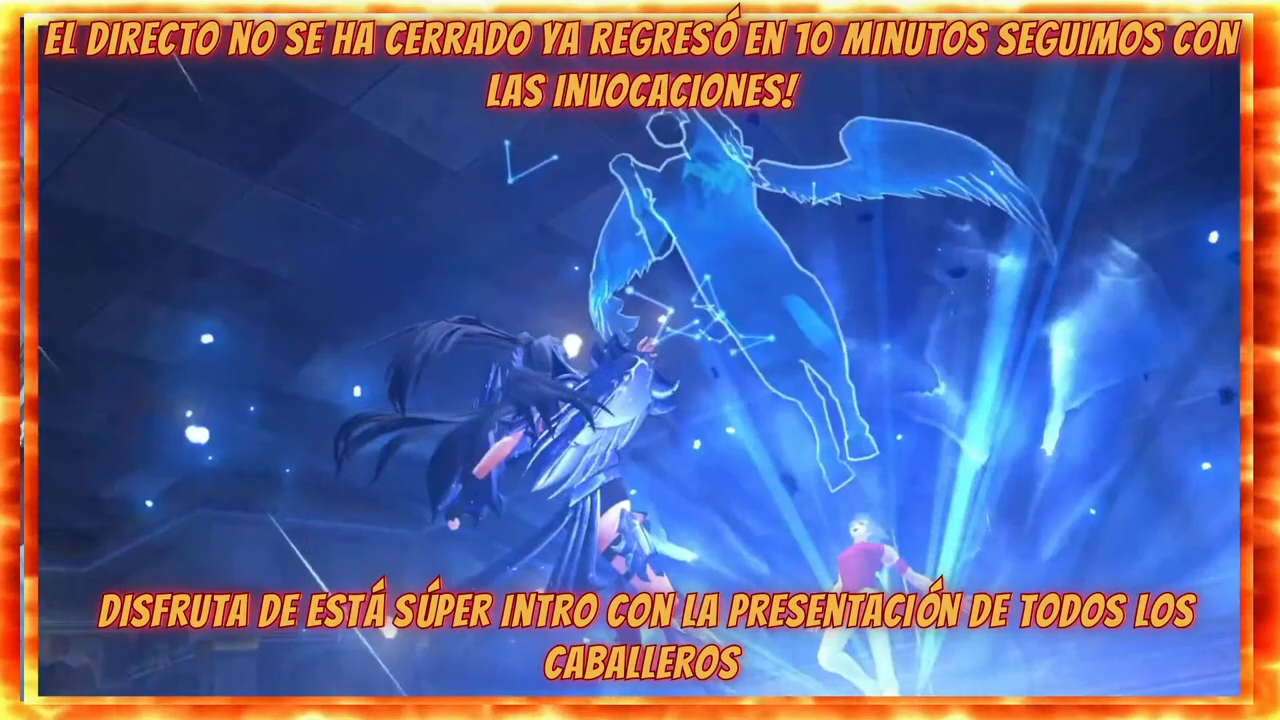 EL DIRECTO NO SE HA CERRADO YA REGRESÓ EN 10 MINUTOS SEGUIMOS CON
LAS INVOCACIONES!
DISFRUTA DE ESTÁ SÚPER INTRO CON LA PRESENTACIÓN DE TODOS LOS
CABALLEROS